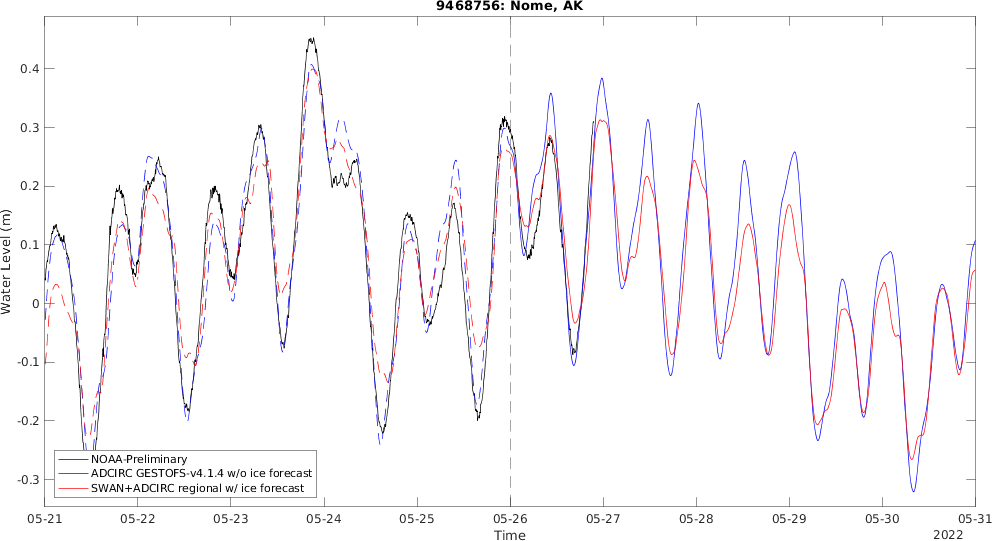 9468756: Nome, AK
Water Level (m)
0.4
0.3
0.2
0.1
0
-0.1
-0.2
-0.3
NOAA-Preliminary
ADCIRC GESTOFS-v4.1.4 w/o ice forecast
SWAN+ADCIRC regional w/ ice forecast
05-21 05-22 05-23 05-24 05-25 05-26 05-27 05-28 05-29 05-30 05-31
Time
2022